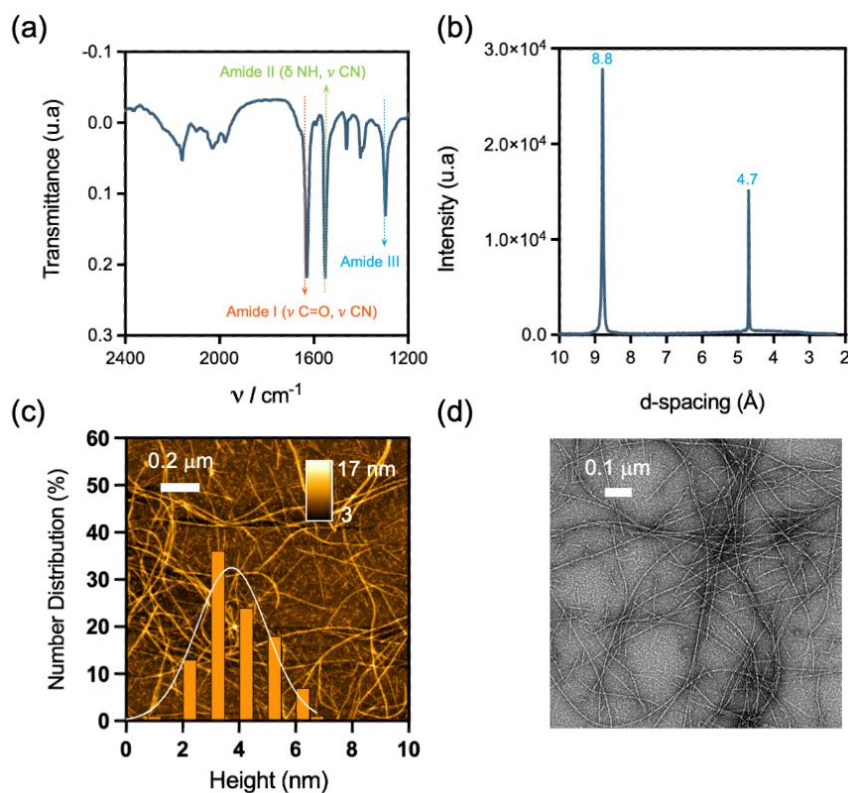 (a)
-0.1
0.0
0.1
0.2
0.3
Transmittance (u.a)
Amide II (δ NH, ν CN)
Amide III
Amide I (ν C=O, ν CN)
2400 2000 1600 1200
ν / cm-1
(b)
3.0×10⁴
2.0×10⁴
1.0×10⁴
0.0
Intensity (u.a)
8.8
4.7
10 9 8 7 6 5 4 3 2
d-spacing (Å)
(c)
60
50
40
30
20
10
0
Number Distribution (%)
0.2 μm
17 nm
3
0 2 4 6 8 10
Height (nm)
(d)
0.1 μm